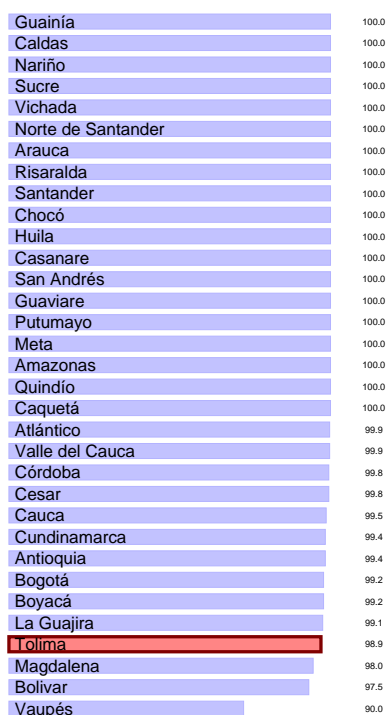 Guainía 100.0
Caldas 100.0
Nariño 100.0
Sucre 100.0
Vichada 100.0
Norte de Santander 100.0
Arauca 100.0
Risaralda 100.0
Santander 100.0
Chocó 100.0
Huila 100.0
Casanare 100.0
San Andrés 100.0
Guaviare 100.0
Putumayo 100.0
Meta 100.0
Amazonas 100.0
Quindío 100.0
Caquetá 100.0
Atlántico 99.9
Valle del Cauca 99.9
Córdoba 99.8
Cesar 99.8
Cauca 99.5
Cundinamarca 99.4
Antioquia 99.4
Bogotá 99.2
Boyacá 99.2
La Guajira 99.1
Tolima 98.9
Magdalena 98.0
Bolivar 97.5
Vaupés 90.0